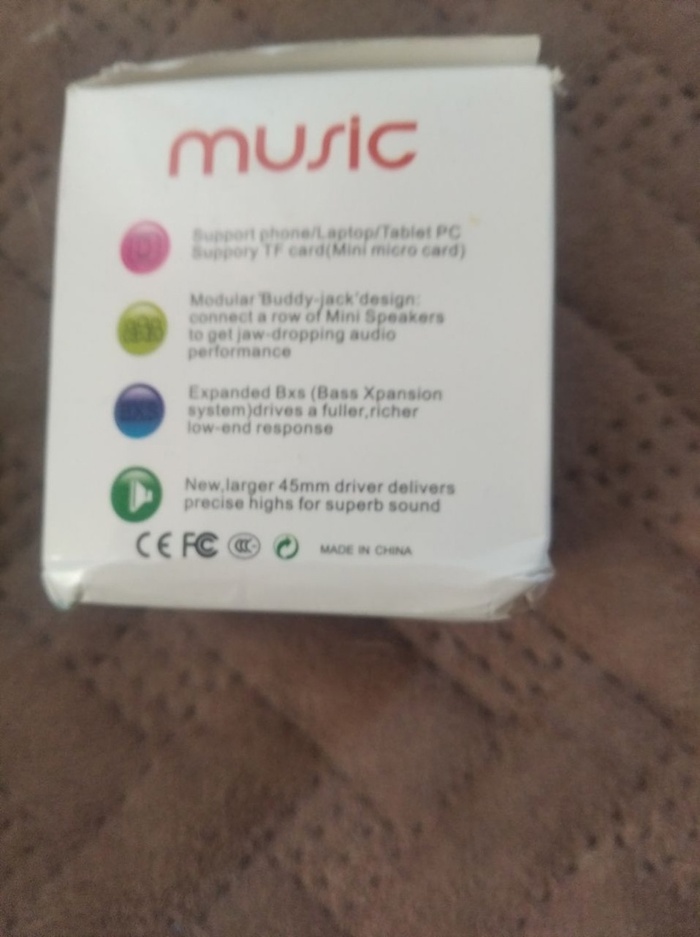 music
Support phone/Laptop/Tablet PC
Suppory TF card(Mini micro card)
Modular 'Buddy-jack' design:
connect a row of Mini Speakers
to get jaw-dropping audio
performance
Expanded Bxs (Bass Xpansion
system)drives a fuller,richer
low-end response
New,larger 45mm driver delivers
precise highs for superb sound
CE FC CCC MADE IN CHINA